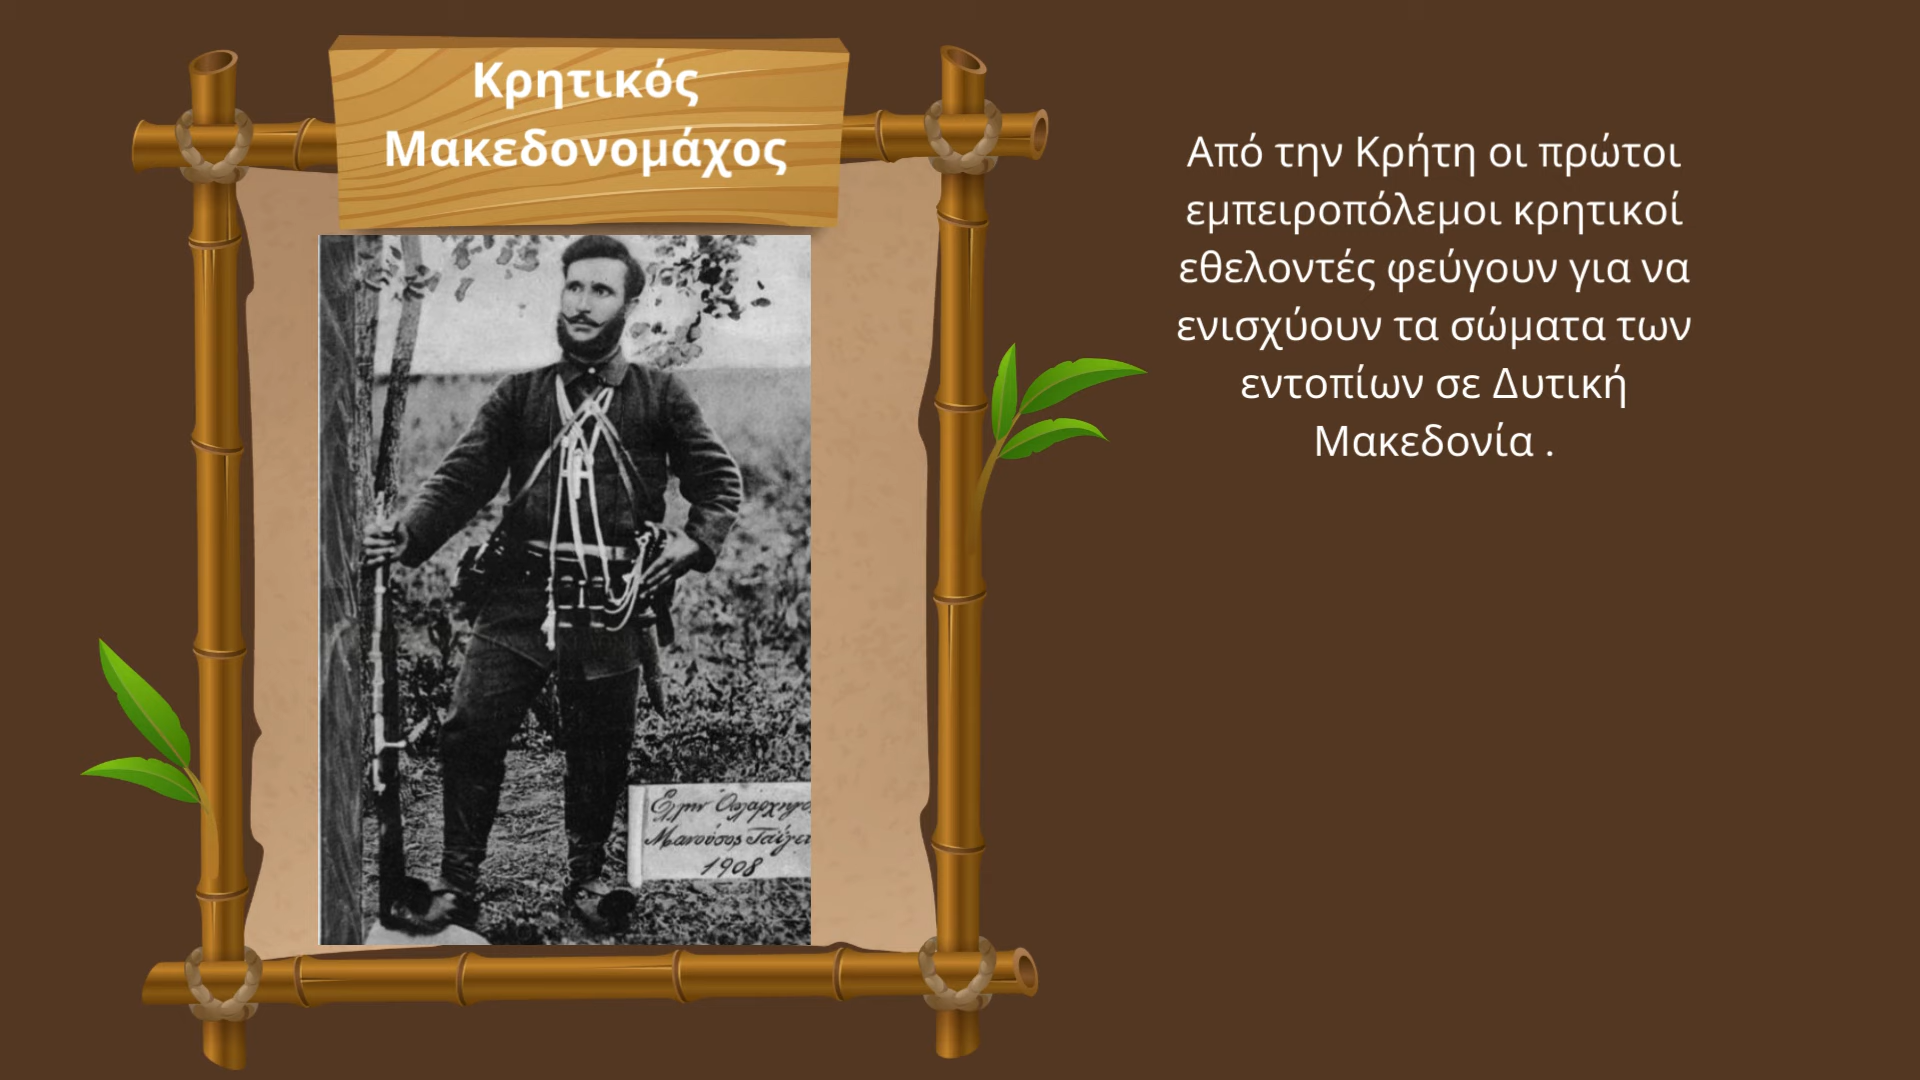 Κρητικός
Μακεδονομάχος
Από την Κρήτη οι πρώτοι
εμπειροπόλεμοι κρητικοί
εθελοντές φεύγουν για να
ενισχύουν τα σώματα των
εντοπίων σε Δυτική
Μακεδονία .
Μανούσος
1908